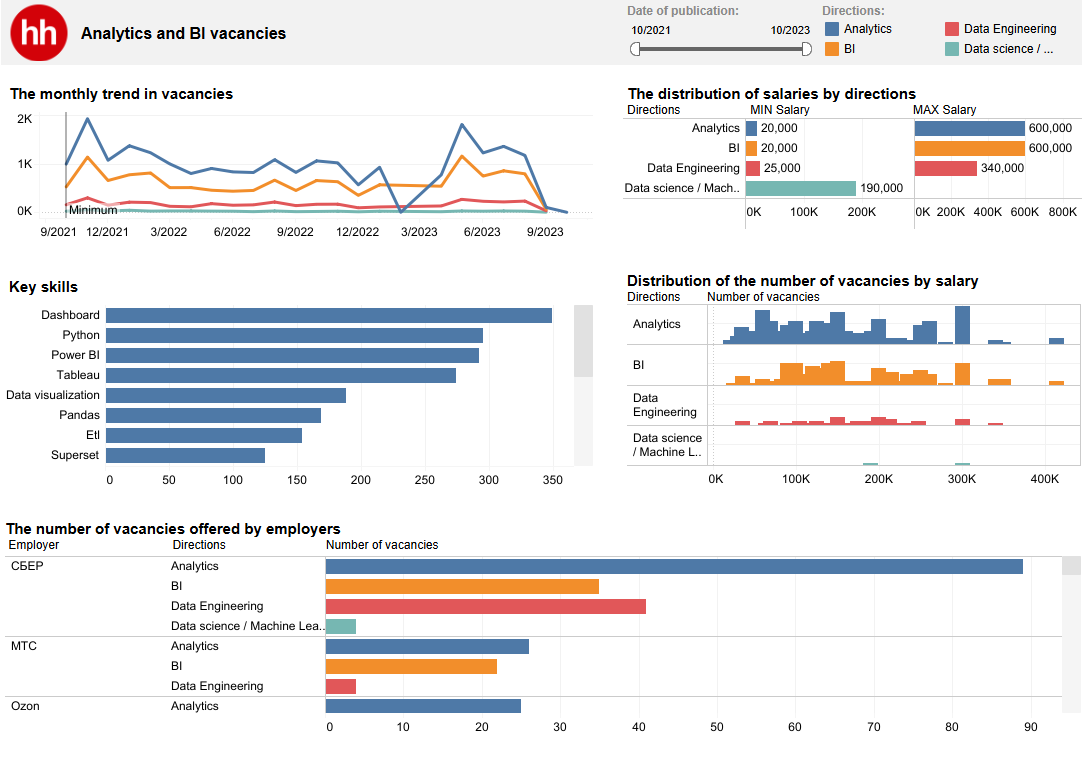 hh
Analytics and BI vacancies
Date of publication:
10/2021 10/2023
Directions:
Analytics
Data Engineering
BI
Data science / ...
The monthly trend in vacancies
2K
1K
0K
Minimum
9/2021 12/2021 3/2022 6/2022 9/2022 12/2022 3/2023 6/2023 9/2023
The distribution of salaries by directions
Directions MIN Salary MAX Salary
Analytics 20,000 600,000
BI 20,000 600,000
Data Engineering 25,000 340,000
Data science / Mach.. 190,000
0K 100K 200K 0K 200K 400K 600K 800K
Key skills
Dashboard
Python
Power BI
Tableau
Data visualization
Pandas
Etl
Superset
0 50 100 150 200 250 300 350
Distribution of the number of vacancies by salary
Directions Number of vacancies
Analytics
BI
Data
Engineering
Data science
/ Machine L..
0K 100K 200K 300K 400K
The number of vacancies offered by employers
Employer Directions Number of vacancies
СБЕР Analytics
BI
Data Engineering
Data science / Machine Lea..
МТС Analytics
BI
Data Engineering
Ozon Analytics
0 10 20 30 40 50 60 70 80 90